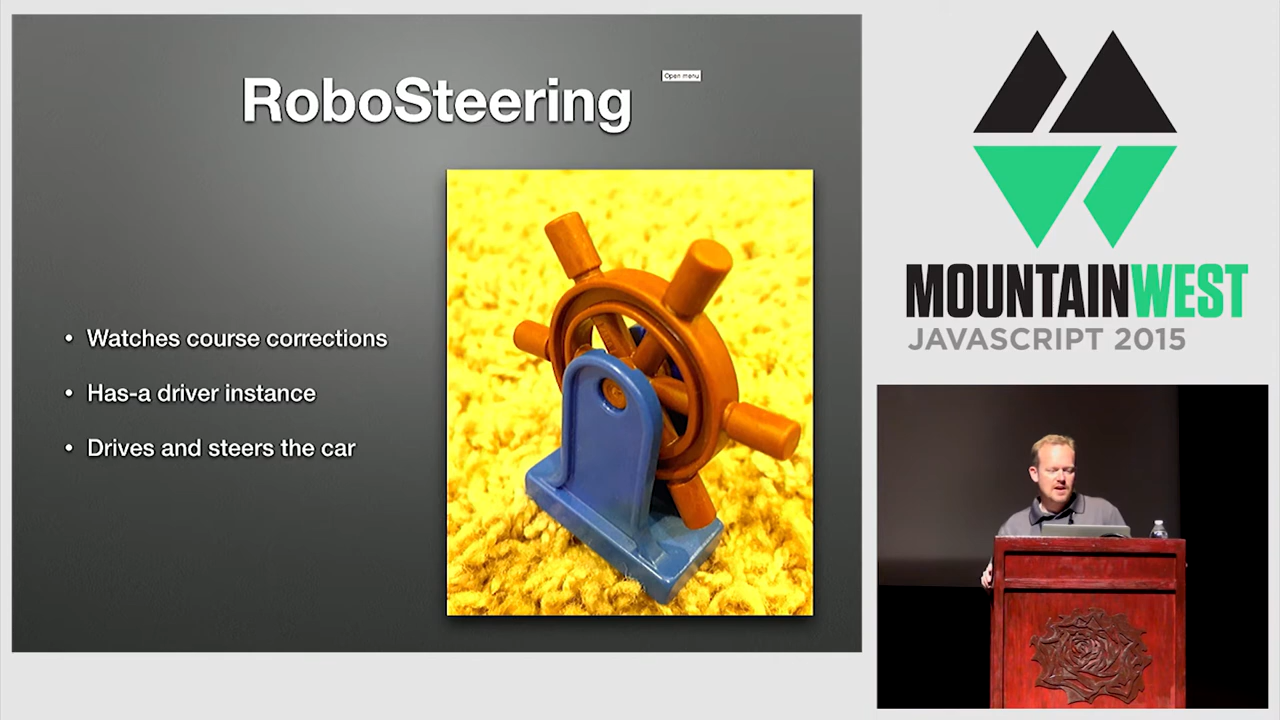 RoboSteering
Open menu
• Watches course corrections
• Has-a driver instance
• Drives and steers the car
MOUNTAINWEST
JAVASCRIPT 2015